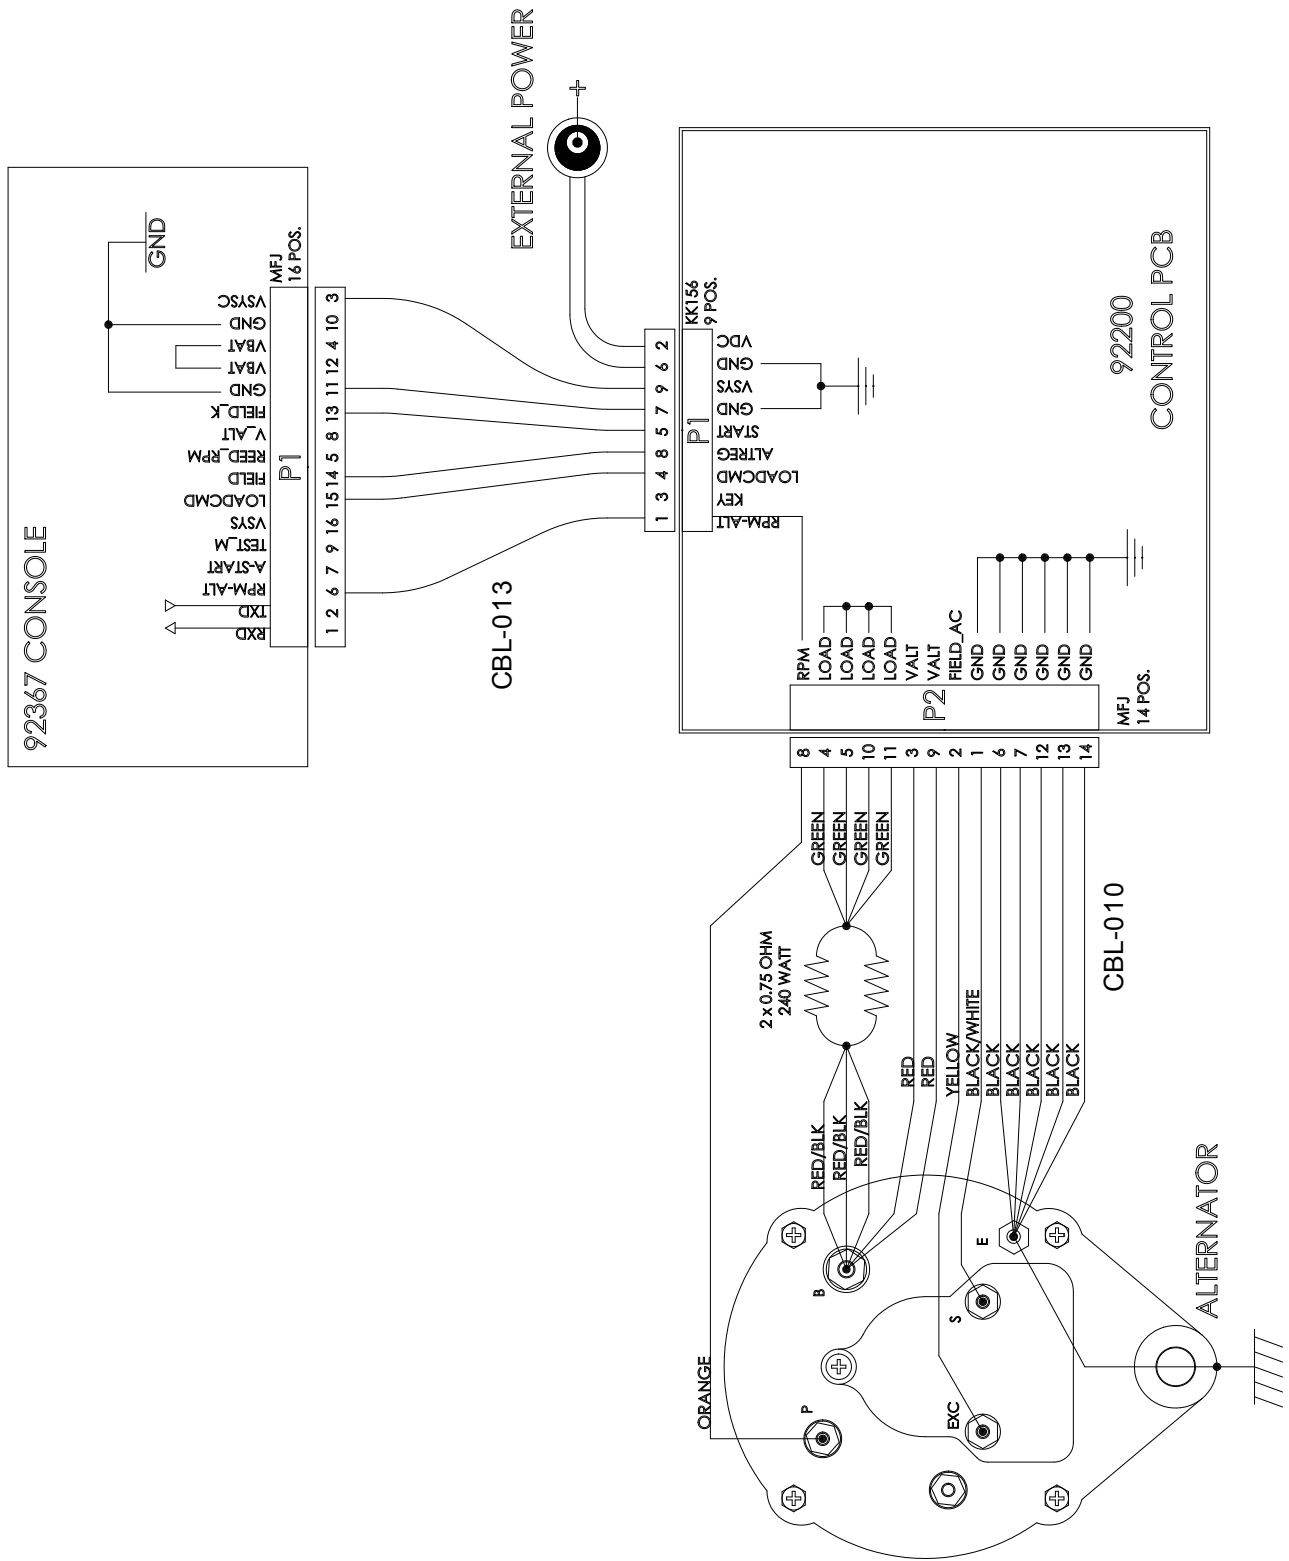 92367 CONSOLE
RXD
TXD
RPM-ALT
A-START
TEST_M
VSYS
LOADCMD
FIELD
REED_RPM
V_ALT
FIELD_K
GND
VBAT
VBAT
GND
VSYSC
GND
P1
MFJ
16 POS.
1 2 6 7 9 16 15 14 5 8 13 11 12 4 10 3
CBL-013
EXTERNAL POWER
+
1 3 4 8 5 7 9 6 2
P1
KK156
9 POS.
RPM-ALT
KEY
LOADCMD
ALTREG
START
GND
VSYS
GND
VDC
92200
CONTROL PCB
RPM
LOAD
LOAD
LOAD
LOAD
VALT
VALT
FIELD_AC
GND
GND
GND
GND
GND
GND
P2
MFJ
14 POS.
8
4
5
10
11
3
9
2
1
6
7
12
13
14
GREEN
GREEN
GREEN
GREEN
2 x 0.75 OHM
240 WATT
CBL-010
RED/BLK
RED/BLK
RED/BLK
RED
RED
YELLOW
BLACK/WHITE
BLACK
BLACK
BLACK
BLACK
BLACK
ORANGE
P
B
EXC
S
E
ALTERNATOR